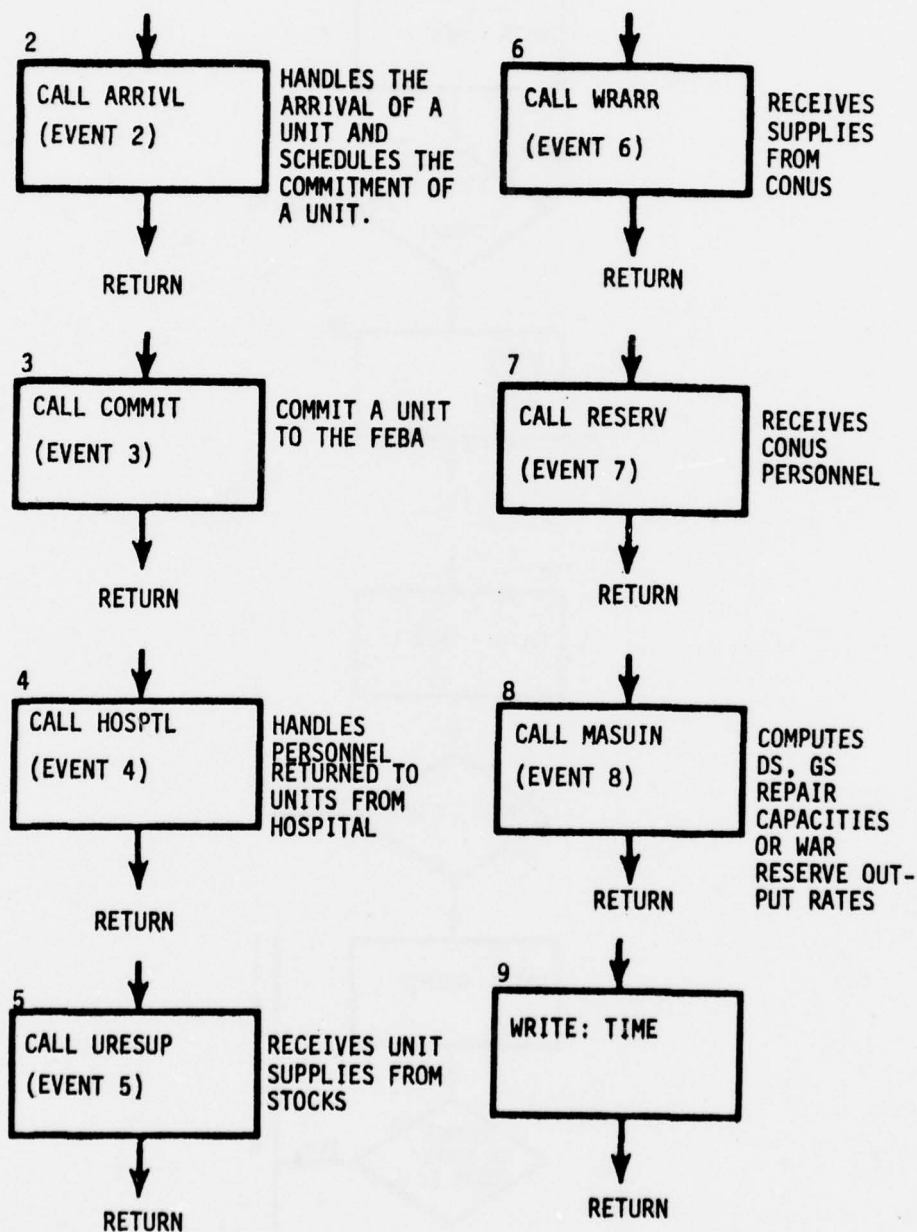 2
CALL ARRIVL
(EVENT 2)
HANDLES THE
ARRIVAL OF A
UNIT AND
SCHEDULES THE
COMMITMENT OF
A UNIT.
RETURN
3
CALL COMMIT
(EVENT 3)
COMMIT A UNIT
TO THE FEBA
RETURN
4
CALL HOSPTL
(EVENT 4)
HANDLES
PERSONNEL
RETURNED TO
UNITS FROM
HOSPITAL
RETURN
5
CALL URESUP
(EVENT 5)
RECEIVES UNIT
SUPPLIES FROM
STOCKS
RETURN
6
CALL WRARR
(EVENT 6)
RECEIVES
SUPPLIES
FROM
CONUS
RETURN
7
CALL RESERV
(EVENT 7)
RECEIVES
CONUS
PERSONNEL
RETURN
8
CALL MASUIN
(EVENT 8)
COMPUTES
DS, GS
REPAIR
CAPACITIES
OR WAR
RESERVE OUT-
PUT RATES
RETURN
9
WRITE: TIME
RETURN